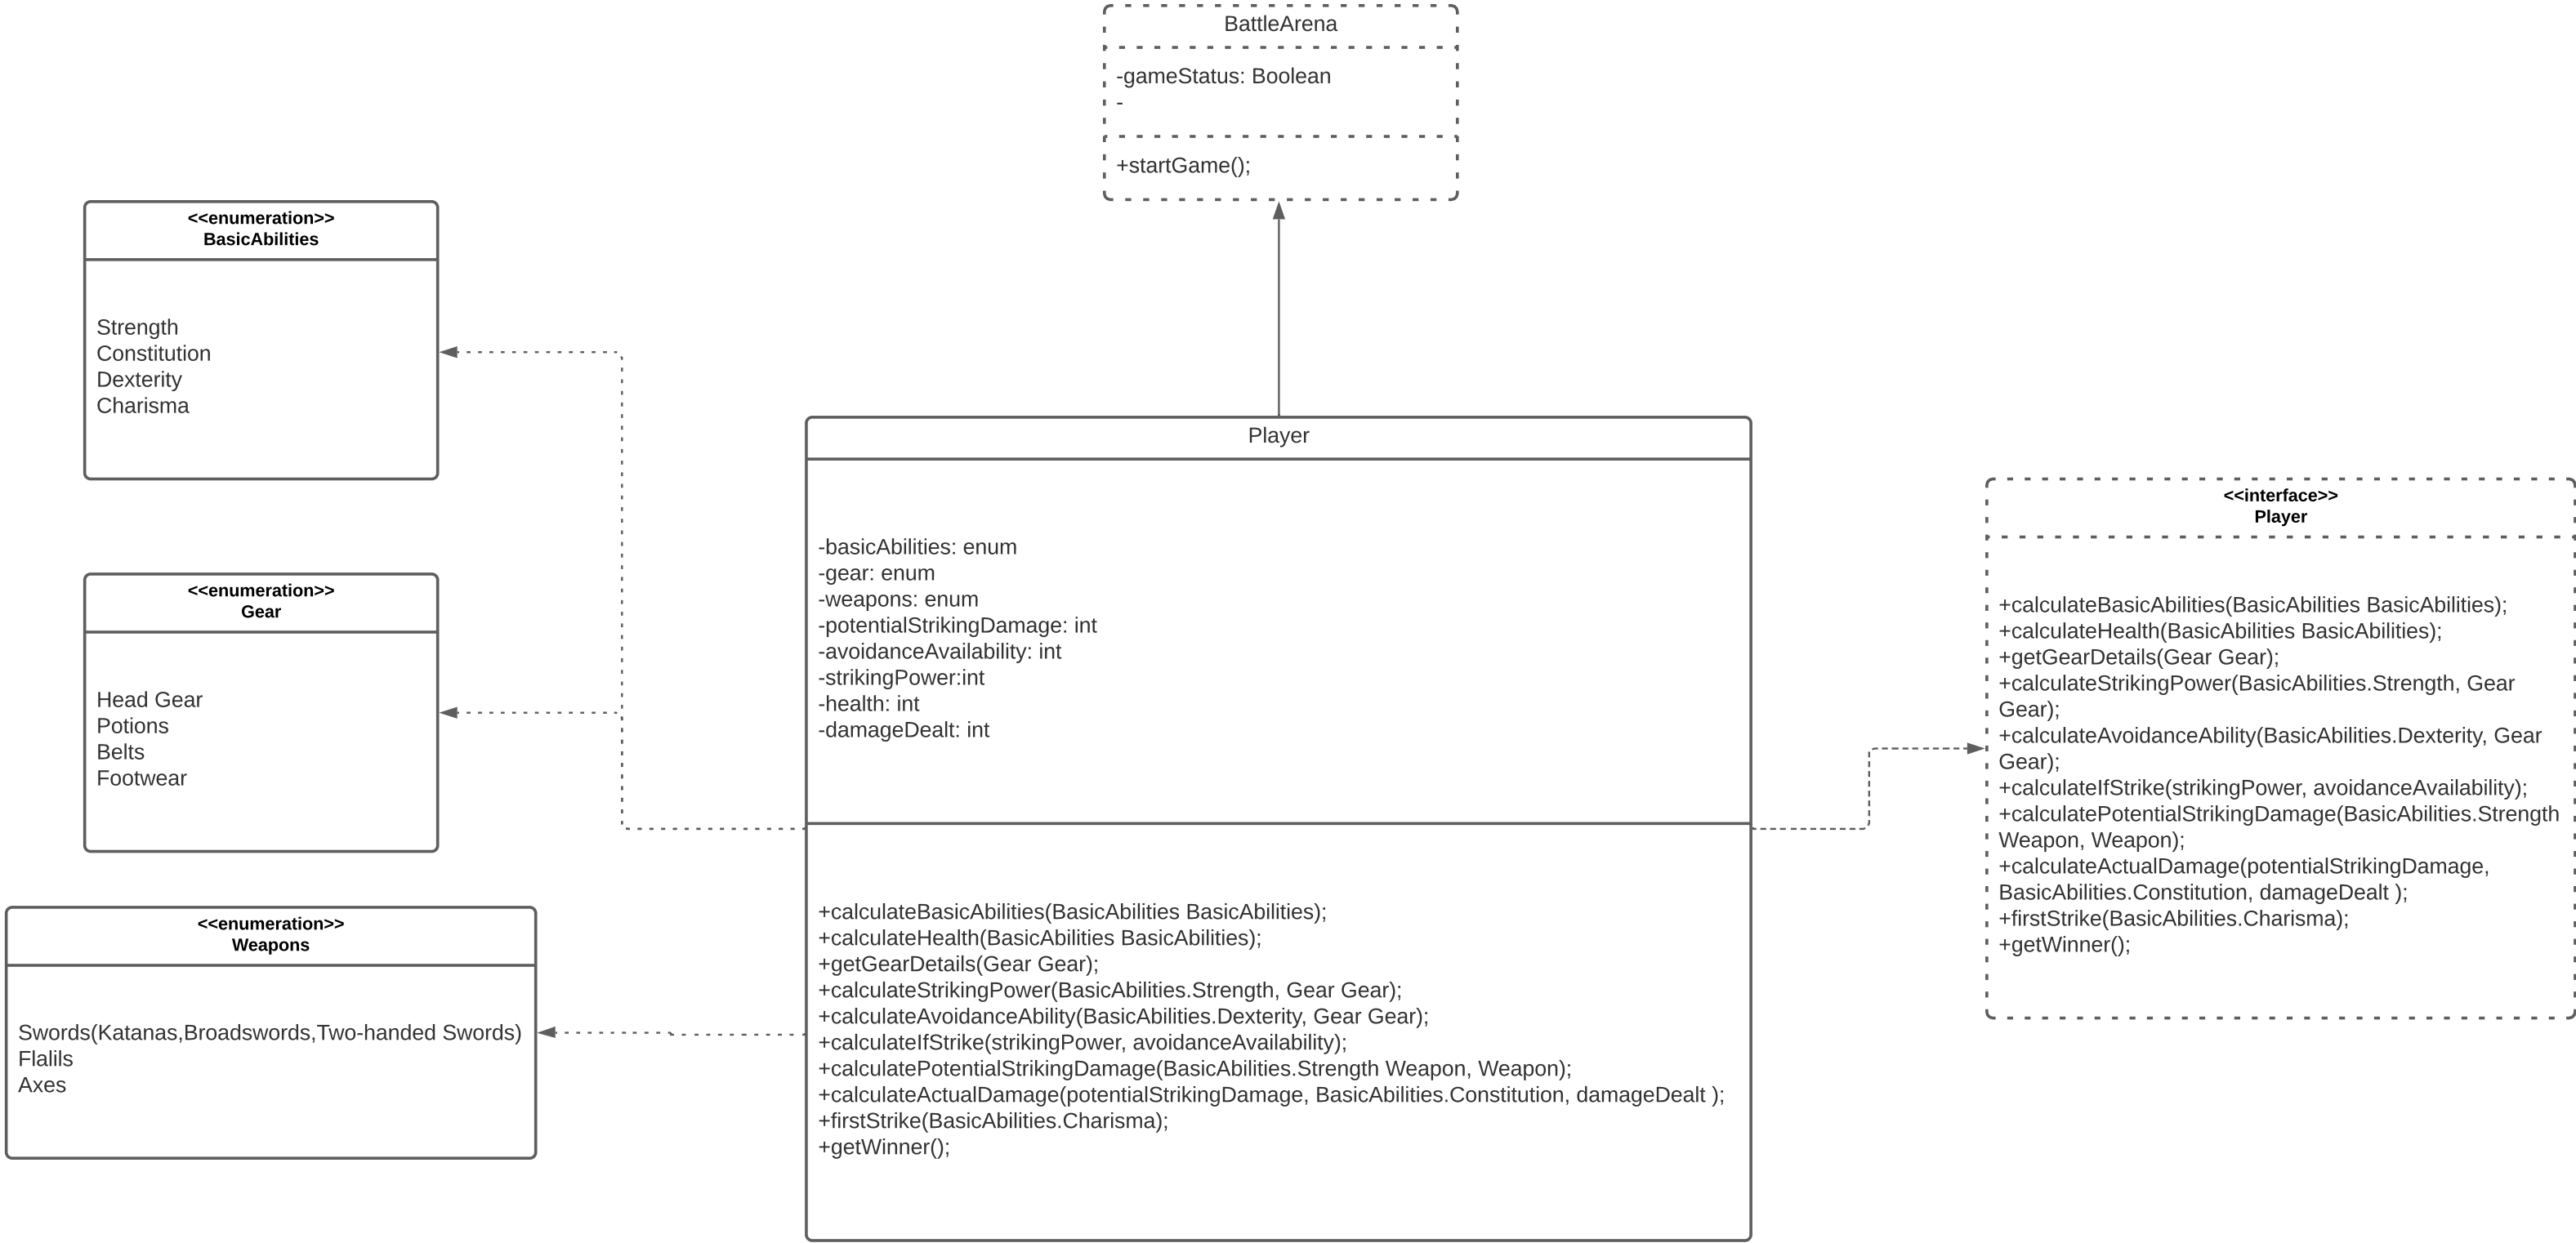 BattleArena
-gameStatus: Boolean
-
+startGame();
<<enumeration>>
BasicAbilities
Strength
Constitution
Dexterity
Charisma
<<enumeration>>
Gear
Head Gear
Potions
Belts
Footwear
<<enumeration>>
Weapons
Swords(Katanas,Broadswords,Two-handed Swords)
Flalils
Axes
Player
-basicAbilities: enum
-gear: enum
-weapons: enum
-potentialStrikingDamage: int
-avoidanceAvailability: int
-strikingPower:int
-health: int
-damageDealt: int
+calculateBasicAbilities(BasicAbilities BasicAbilities);
+calculateHealth(BasicAbilities BasicAbilities);
+getGearDetails(Gear Gear);
+calculateStrikingPower(BasicAbilities.Strength, Gear Gear);
+calculateAvoidanceAbility(BasicAbilities.Dexterity, Gear Gear);
+calculateIfStrike(strikingPower, avoidanceAvailability);
+calculatePotentialStrikingDamage(BasicAbilities.Strength Weapon, Weapon);
+calculateActualDamage(potentialStrikingDamage, BasicAbilities.Constitution, damageDealt );
+firstStrike(BasicAbilities.Charisma);
+getWinner();
<<interface>>
Player
+calculateBasicAbilities(BasicAbilities BasicAbilities);
+calculateHealth(BasicAbilities BasicAbilities);
+getGearDetails(Gear Gear);
+calculateStrikingPower(BasicAbilities.Strength, Gear
Gear);
+calculateAvoidanceAbility(BasicAbilities.Dexterity, Gear
Gear);
+calculateIfStrike(strikingPower, avoidanceAvailability);
+calculatePotentialStrikingDamage(BasicAbilities.Strength
Weapon, Weapon);
+calculateActualDamage(potentialStrikingDamage,
BasicAbilities.Constitution, damageDealt );
+firstStrike(BasicAbilities.Charisma);
+getWinner();